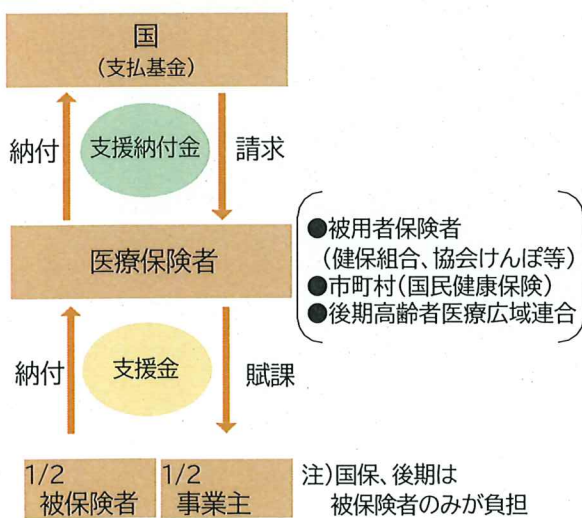 国
(支払基金)
納付
支援納付金
請求
医療保険者
●被用者保険者
(健保組合、協会けんぽ等)
●市町村(国民健康保険)
●後期高齢者医療広域連合
納付
支援金
賦課
1/2
被保険者
1/2
事業主
注)国保、後期は
被保険者のみが負担